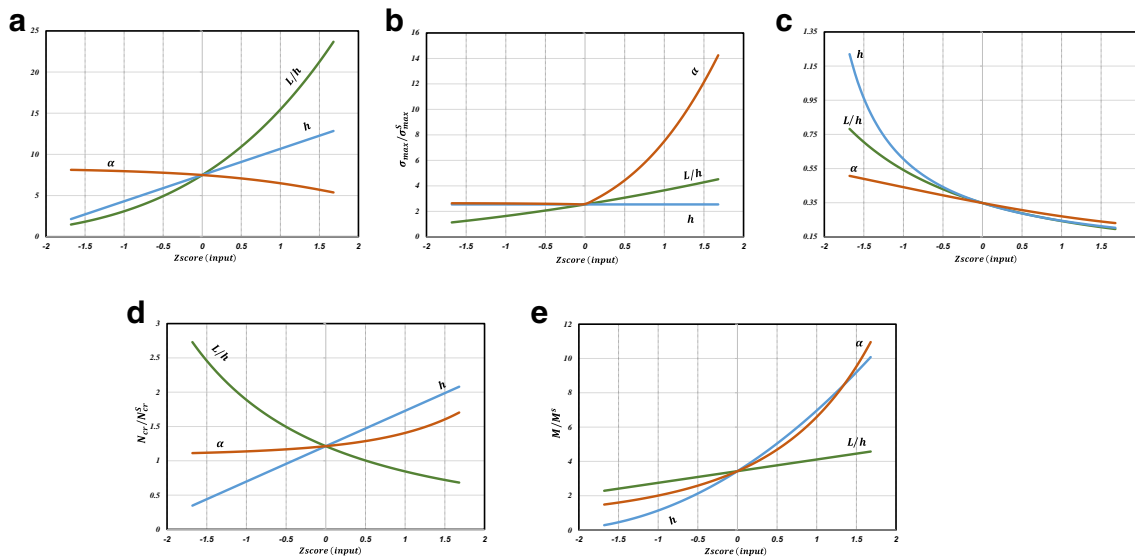 a
25
20
15
10
5
0
-2 -1.5 -1 -0.5 0 0.5 1 1.5 2
Zscore (input)
L/h
h
α
b
16
14
12
10
8
6
4
2
0
-2 -1.5 -1 -0.5 0 0.5 1 1.5 2
Zscore (input)
σmax/σSmax
α
L/h
h
c
1.35
1.15
0.95
0.75
0.55
0.35
0.15
-2 -1.5 -1 -0.5 0 0.5 1 1.5
Zscore (input)
h
L/h
α
d
3
2.5
2
1.5
1
0.5
0
-2 -1.5 -1 -0.5 0 0.5 1 1.5 2
Zscore (input)
Ncr/NScr
L/h
h
α
e
12
10
8
6
4
2
0
-2 -1.5 -1 -0.5 0 0.5 1 1.5 2
Zscore (input)
M/MS
α
L/h
h